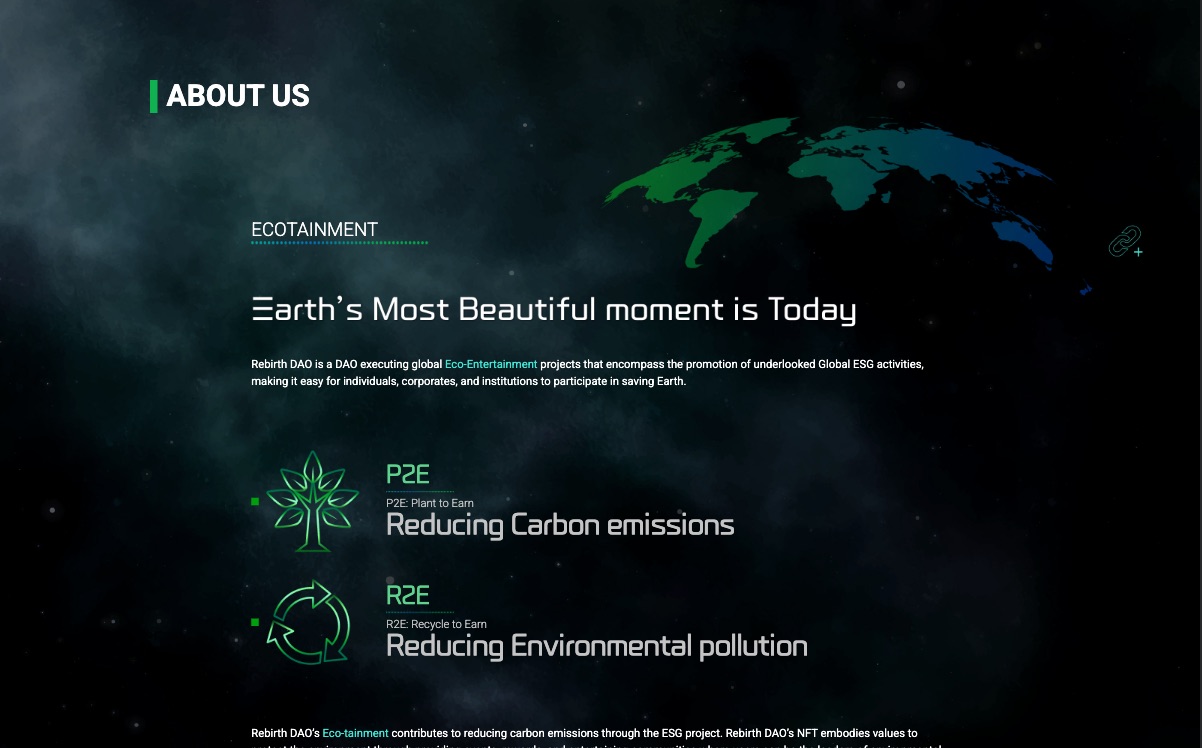 ABOUT US
ECOTAINMENT
Earth's Most Beautiful moment is Today
Rebirth DAO is a DAO executing global Eco-Entertainment projects that encompass the promotion of underlooked Global ESG activities,
making it easy for individuals, corporates, and institutions to participate in saving Earth.
P2E
P2E: Plant to Earn
Reducing Carbon emissions
R2E
R2E: Recycle to Earn
Reducing Environmental pollution
Rebirth DAO's Eco-tainment contributes to reducing carbon emissions through the ESG project. Rebirth DAO's NFT embodies values to